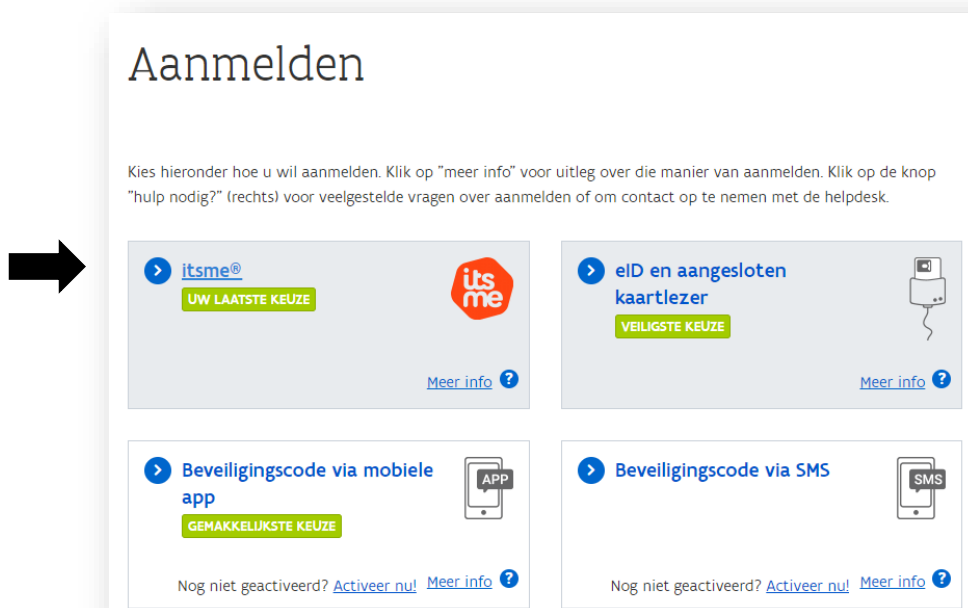 Aanmelden
Kies hieronder hoe u wil aanmelden. Klik op "meer info" voor uitleg over die manier van aanmelden. Klik op de knop
"hulp nodig?" (rechts) voor veelgestelde vragen over aanmelden of om contact op te nemen met de helpdesk.
itsme®
UW LAATSTE KEUZE
its
me
Meer info ?
eID en aangesloten
kaartlezer
VEILIGSTE KEUZE
Meer info ?
Beveiligingscode via mobiele
app
GEMAKKELIJKSTE KEUZE
APP
Nog niet geactiveerd? Activeer nu! Meer info ?
Beveiligingscode via SMS
SMS
Nog niet geactiveerd? Activeer nu! Meer info ?